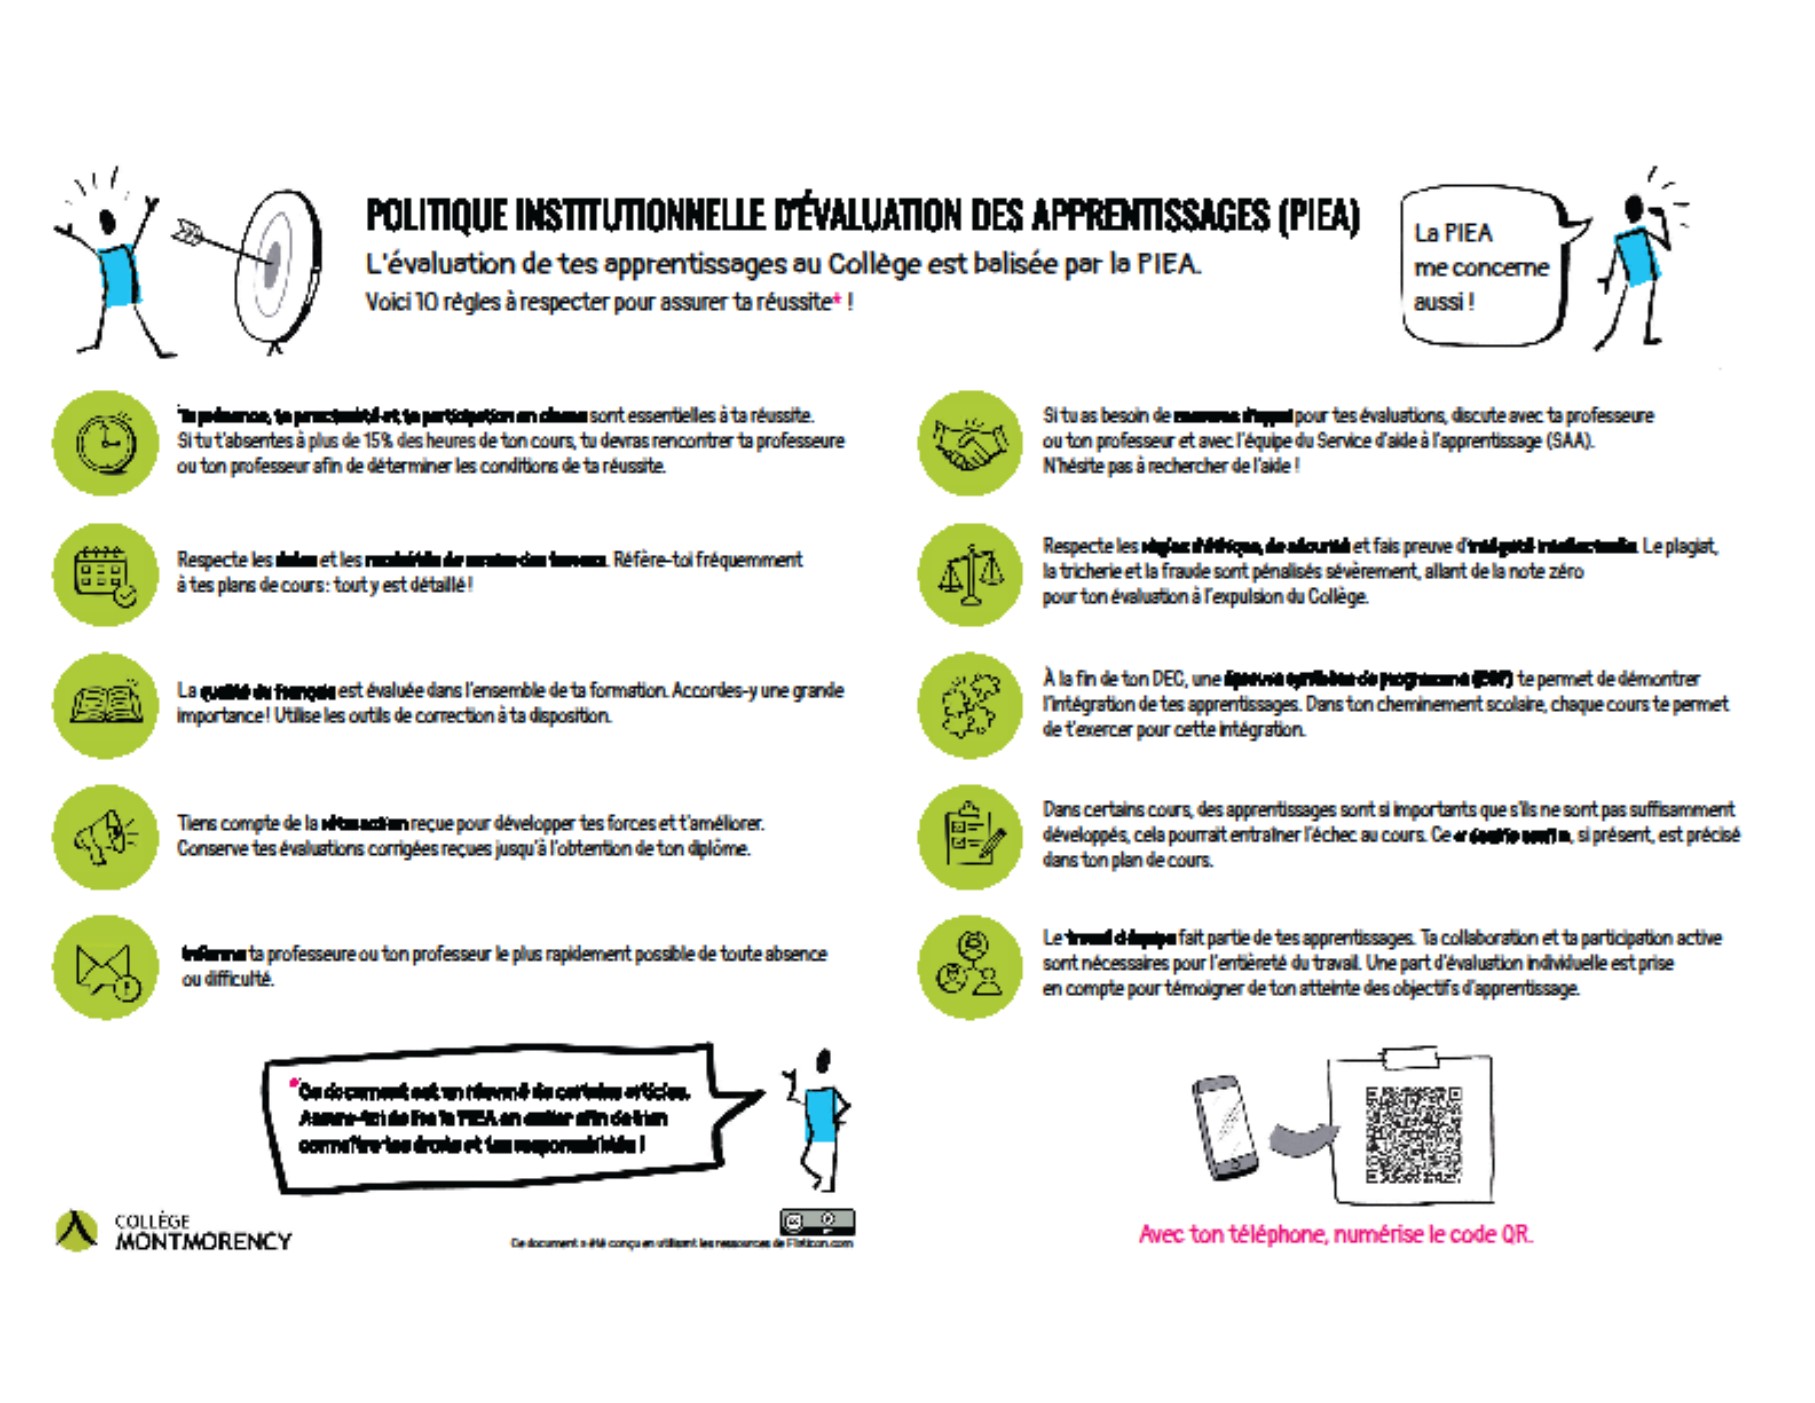 POLITIQUE INSTITUTIONNELLE D'ÉVALUATION DES APPRENTISSAGES (PIEA)
L'évaluation de tes apprentissages au Collège est balisée par la PIEA.
Voici 10 règles à respecter pour assurer ta réussite* !
La PIEA
me concerne
aussi !
Ta présence, ta ponctualité et ta participation en classe sont essentielles à ta réussite.
Si tu t'absentes à plus de 15% des heures de ton cours, tu devras rencontrer ta professeure
ou ton professeur afin de déterminer les conditions de ta réussite.
Respecte les dates et les modalités de remise des travaux. Réfère-toi fréquemment
à tes plans de cours : tout y est détaillé !
La qualité du français est évaluée dans l'ensemble de ta formation. Accordes-y une grande
importance ! Utilise les outils de correction à ta disposition.
Tiens compte de la rétroaction reçue pour développer tes forces et t'améliorer.
Conserve tes évaluations corrigées reçues jusqu'à l'obtention de ton diplôme.
Informe ta professeure ou ton professeur le plus rapidement possible de toute absence
ou difficulté.
Si tu as besoin de mesures d'appui pour tes évaluations, discute avec ta professeure
ou ton professeur et avec l'équipe du Service d'aide à l'apprentissage (SAA).
N'hésite pas à rechercher de l'aide !
Respecte les règles d'éthique, de sécurité et fais preuve d'intégrité intellectuelle. Le plagiat,
la tricherie et la fraude sont pénalisés sévèrement, allant de la note zéro
pour ton évaluation à l'expulsion du Collège.
À la fin de ton DEC, une épreuve synthèse de programme (ESP) te permet de démontrer
l'intégration de tes apprentissages. Dans ton cheminement scolaire, chaque cours te permet
de t'exercer pour cette intégration.
Dans certains cours, des apprentissages sont si importants que s'ils ne sont pas suffisamment
développés, cela pourrait entraîner l'échec au cours. Ce « double seuil », si présent, est précisé
dans ton plan de cours.
Le travail d'équipe fait partie de tes apprentissages. Ta collaboration et ta participation active
sont nécessaires pour l'entièreté du travail. Une part d'évaluation individuelle est prise
en compte pour témoigner de ton atteinte des objectifs d'apprentissage.
*Ce document est un résumé de certains articles.
Assure-toi de lire la PIEA en entier afin de bien
connaître tes droits et tes responsabilités !
COLLÈGE
MONTMORENCY
Ce document a été conçu en utilisant les ressources de Flaticon.com
Avec ton téléphone, numérise le code QR.